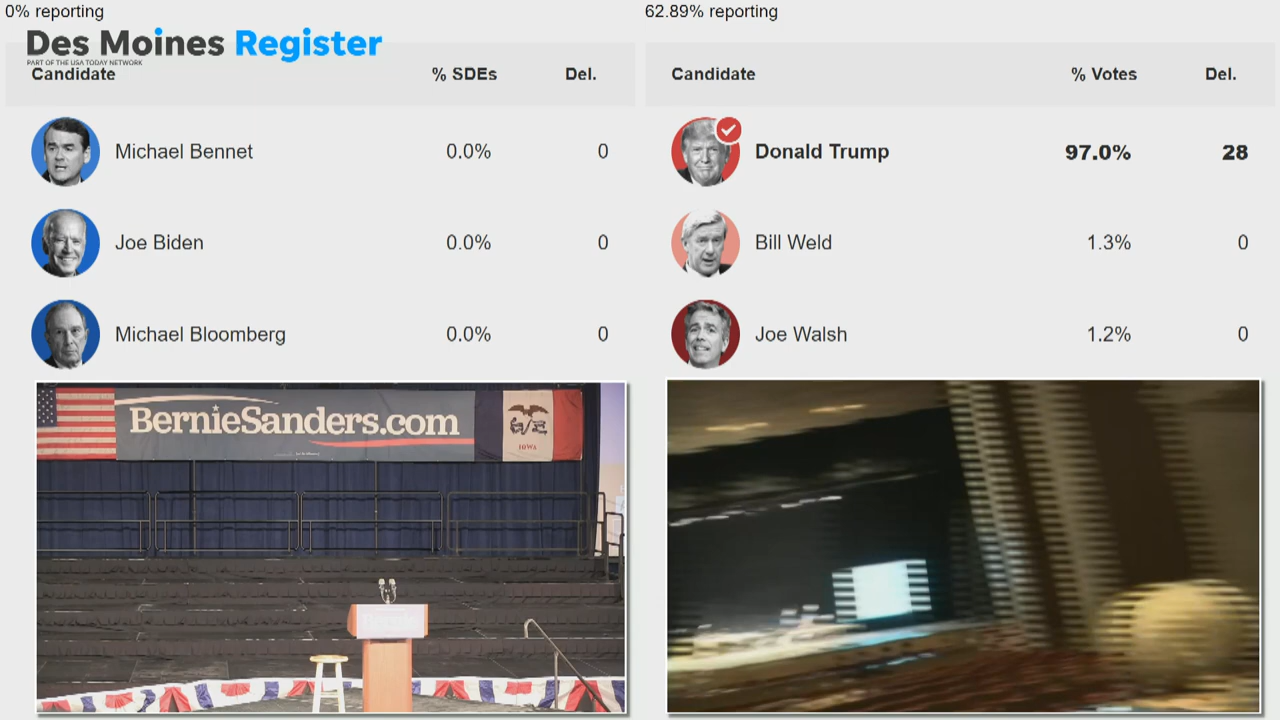 0% reporting
Des Moines Register
PART OF THE USA TODAY NETWORK
Candidate % SDEs Del.
Michael Bennet 0.0% 0
Joe Biden 0.0% 0
Michael Bloomberg 0.0% 0
62.89% reporting
Candidate % Votes Del.
Donald Trump 97.0% 28
Bill Weld 1.3% 0
Joe Walsh 1.2% 0
BernieSanders.com
IOWA